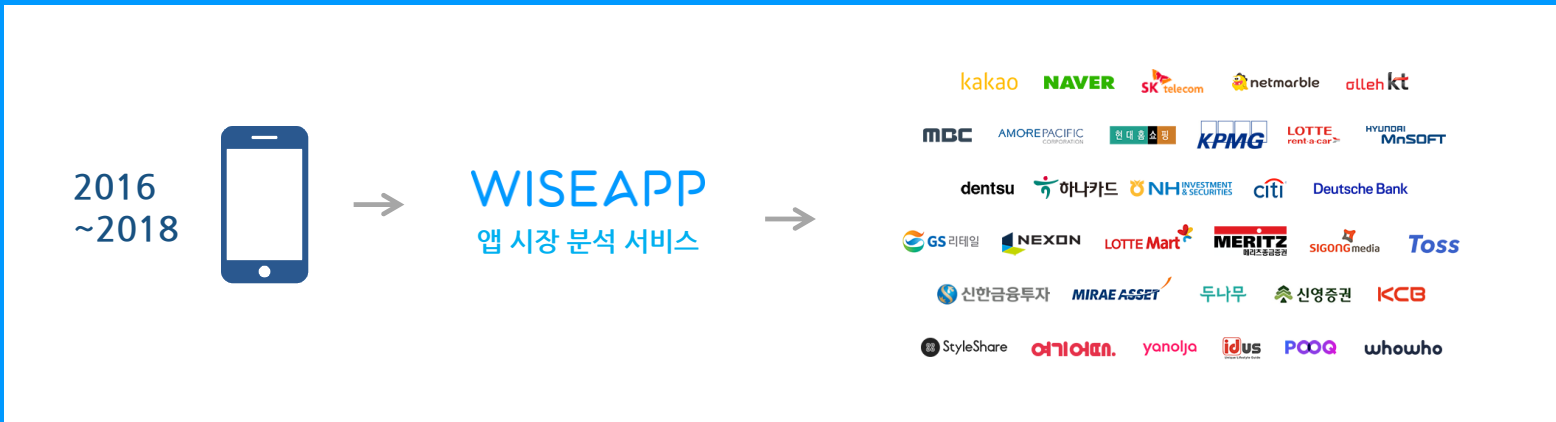 2016
~2018
WISEAPP
앱 시장 분석 서비스
kakao NAVER SK telecom netmarble olleh kt
MBC AMOREPACIFIC CORPORATION 현대홈쇼핑 KPMG LOTTE rent-a-car HYUNDAI MnSOFT
dentsu 하나카드 NH INVESTMENT & SECURITIES citi Deutsche Bank
GS 리테일 NEXON LOTTE Mart MERITZ 메리츠종금증권 SIGONG media Toss
신한금융투자 MIRAE ASSET 두나무 신영증권 KCB
StyleShare 여기어때. yanolja idus POOQ whowho